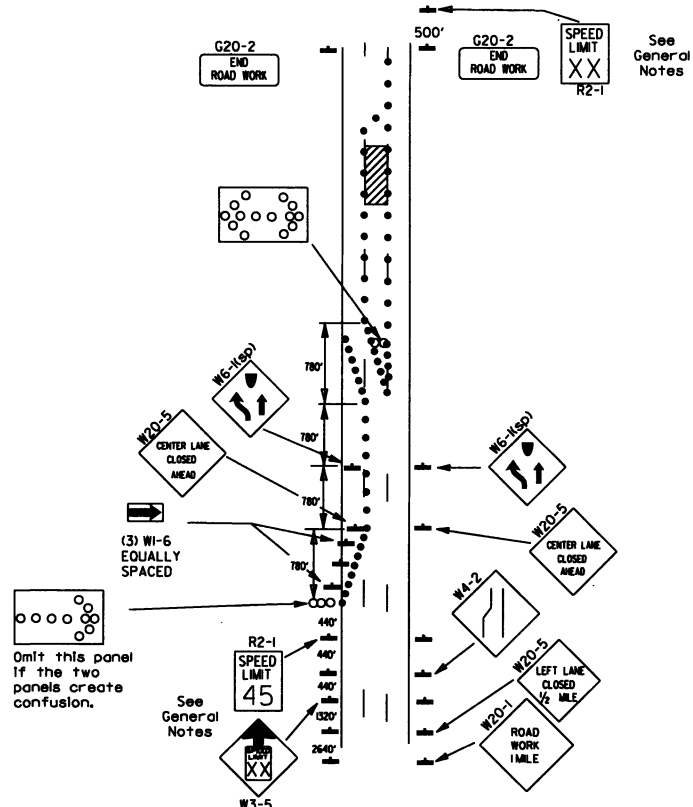 G20-2
END
ROAD WORK
500'
G20-2
END
ROAD WORK
SPEED
LIMIT
XX
R2-1
See
General
Notes
780'
W6-1(sp)
W20-5
CENTER LANE
CLOSED
AHEAD
780'
780'
W6-1(sp)
(3) W1-6
EQUALLY
SPACED
780'
W20-5
CENTER LANE
CLOSED
AHEAD
Omit this panel
if the two
panels create
confusion.
440'
R2-1
SPEED
LIMIT
45
440'
W4-2
See
General
Notes
440'
W20-5
LEFT LANE
CLOSED
1/2 MILE
1320'
SPEED
LIMIT
XX
W3-5
2640'
W20-1
ROAD
WORK
1 MILE